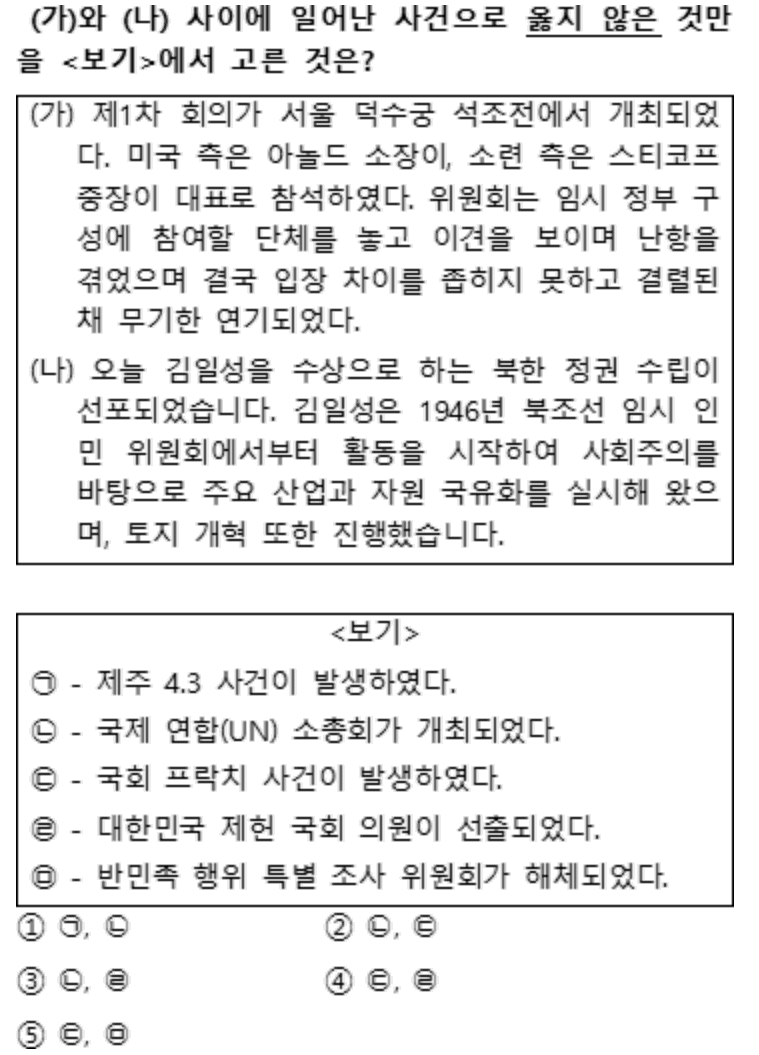 (가)와 (나) 사이에 일어난 사건으로 옳지 않은 것만
을 <보기>에서 고른 것은?
(가) 제1차 회의가 서울 덕수궁 석조전에서 개최되었
다. 미국 측은 아놀드 소장이, 소련 측은 스티코프
중장이 대표로 참석하였다. 위원회는 임시 정부 구
성에 참여할 단체를 놓고 이견을 보이며 난항을
겪었으며 결국 입장 차이를 좁히지 못하고 결렬된
채 무기한 연기되었다.
(나) 오늘 김일성을 수상으로 하는 북한 정권 수립이
선포되었습니다. 김일성은 1946년 북조선 임시 인
민 위원회에서부터 활동을 시작하여 사회주의를
바탕으로 주요 산업과 자원 국유화를 실시해 왔으
며, 토지 개혁 또한 진행했습니다.
<보기>
㉠ - 제주 4.3 사건이 발생하였다.
㉡ - 국제 연합(UN) 소총회가 개최되었다.
㉢ - 국회 프락치 사건이 발생하였다.
㉣ - 대한민국 제헌 국회 의원이 선출되었다.
㉤ - 반민족 행위 특별 조사 위원회가 해체되었다.
① ㉠, ㉡ ② ㉡, ㉢
③ ㉡, ㉣ ④ ㉢, ㉣
⑤ ㉢, ㉤